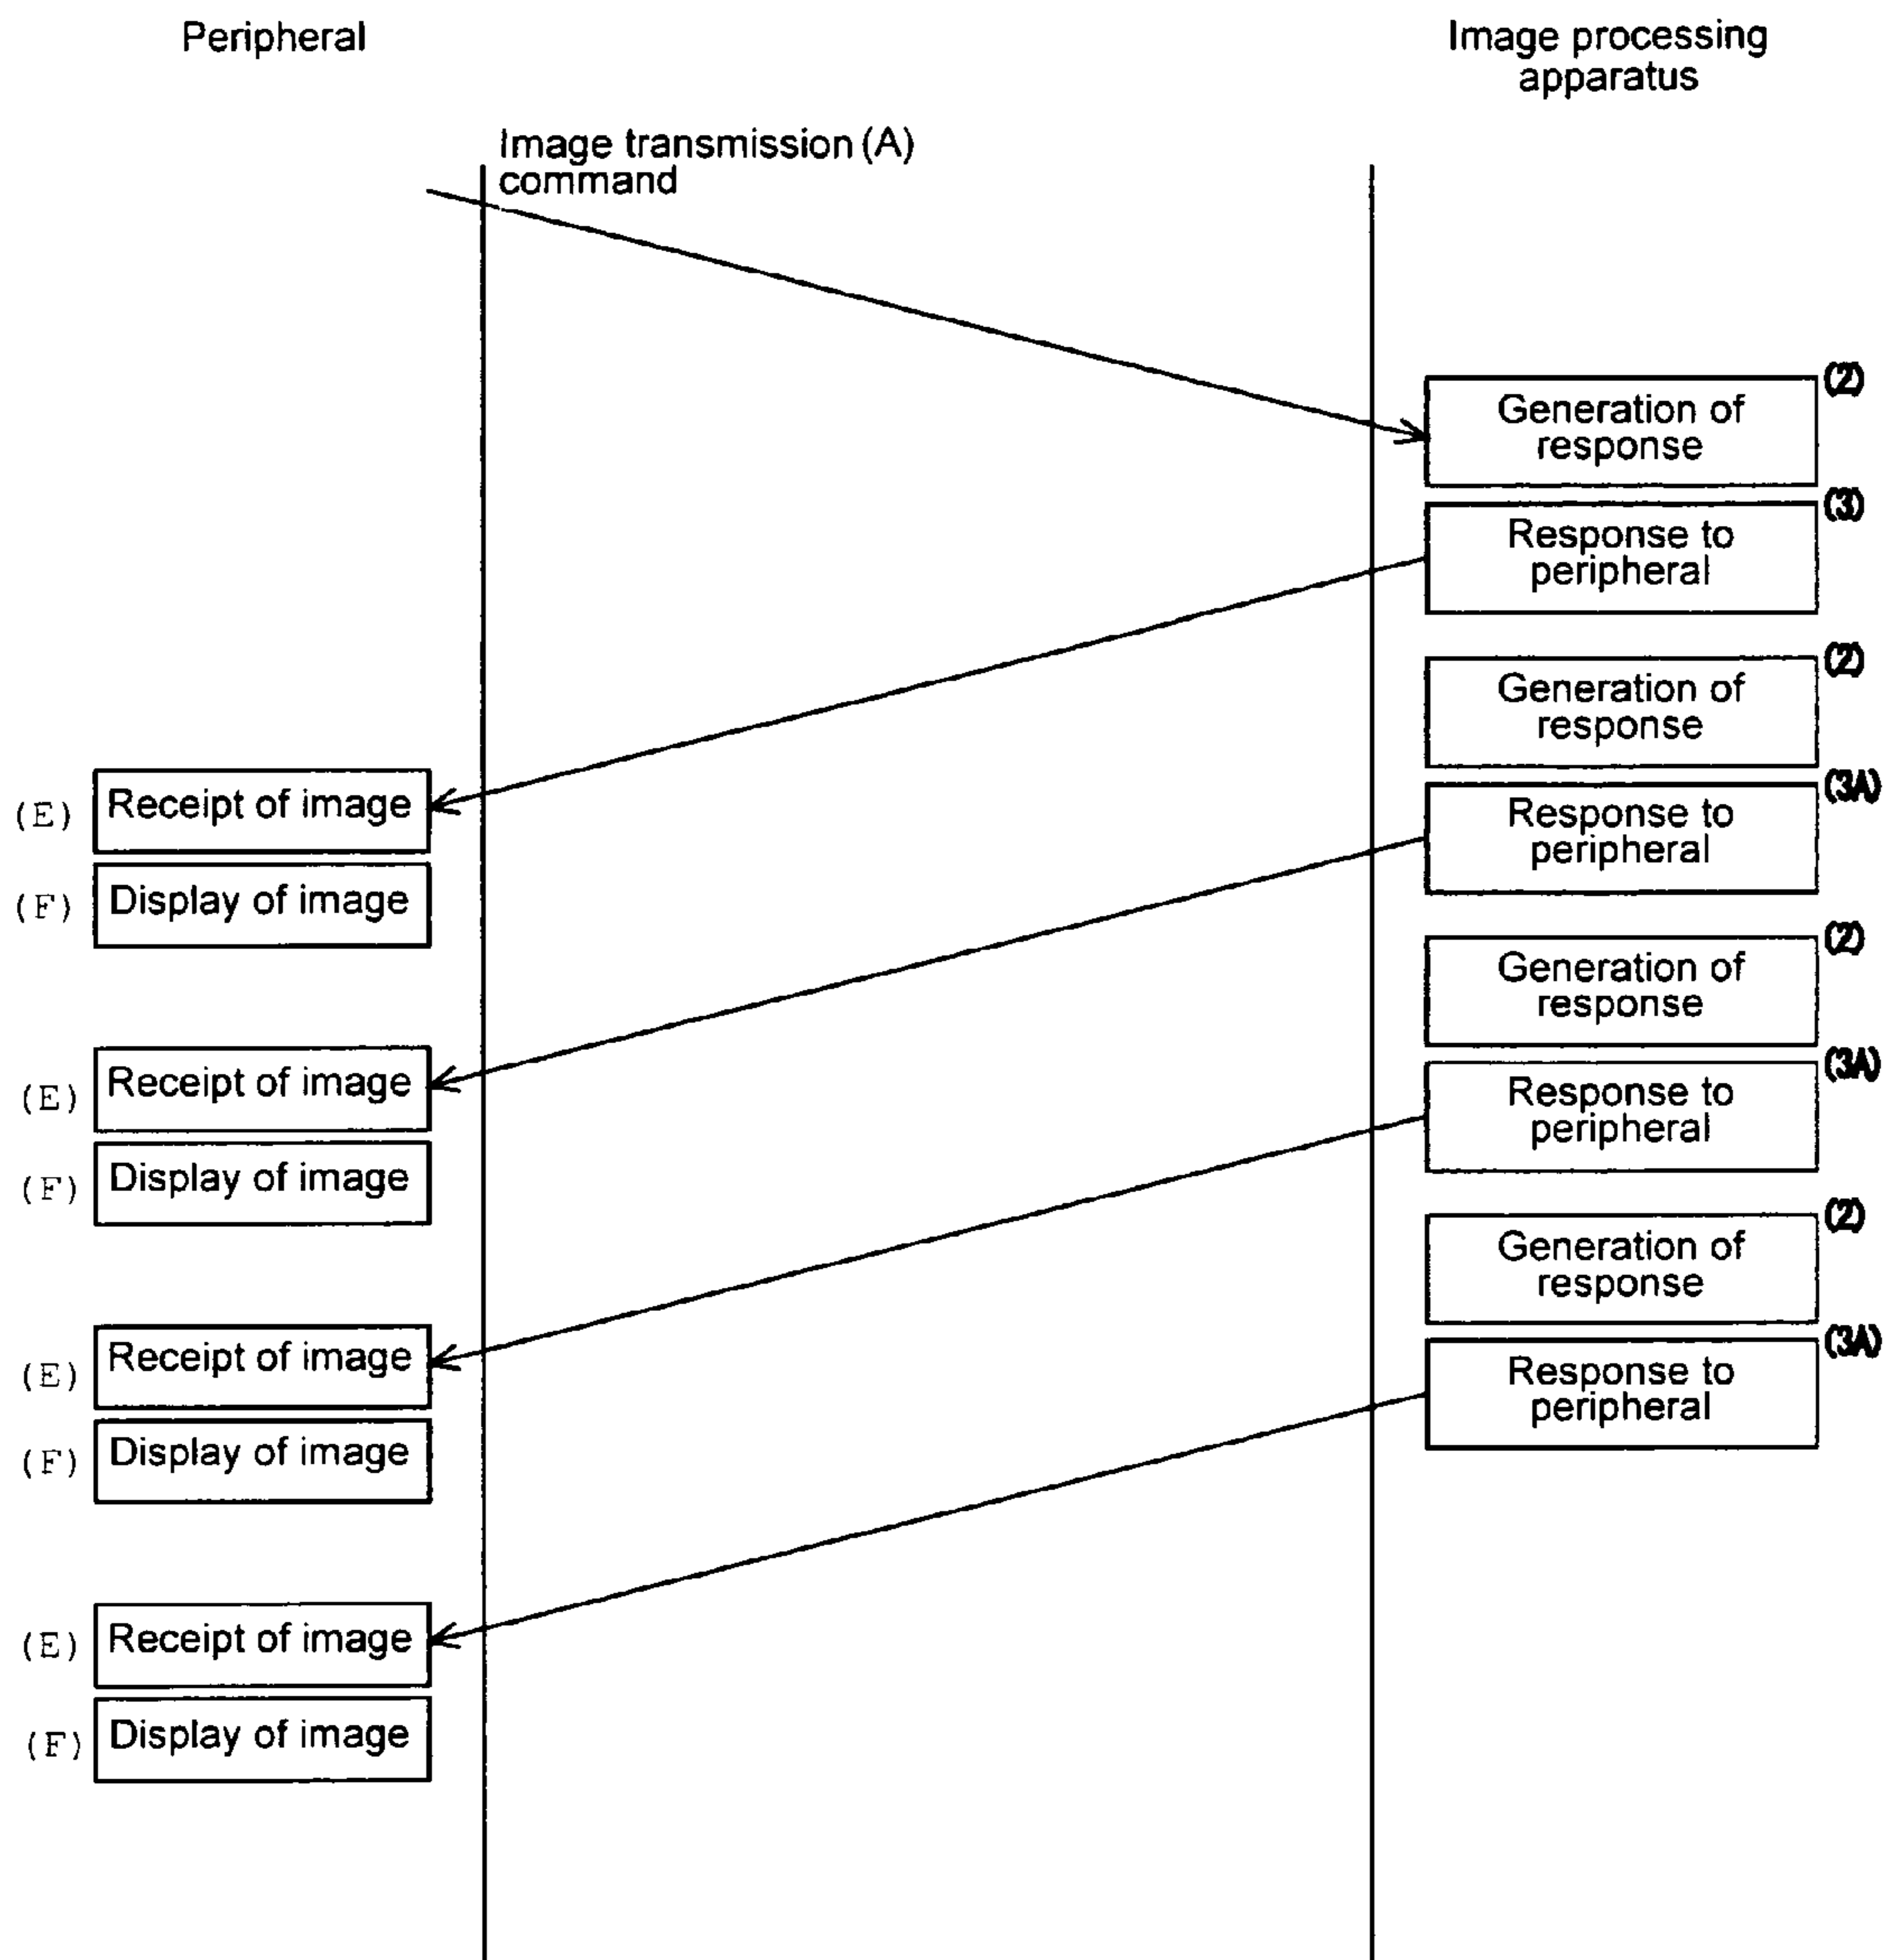 Peripheral
Image processing
apparatus
Image transmission (A)
command
(2)
Generation of
response
(3)
Response to
peripheral
(2)
Generation of
response
(E)
Receipt of image
(3A)
Response to
peripheral
(F)
Display of image
(2)
Generation of
response
(E)
Receipt of image
(3A)
Response to
peripheral
(F)
Display of image
(2)
Generation of
response
(E)
Receipt of image
(3A)
Response to
peripheral
(F)
Display of image
(E)
Receipt of image
(F)
Display of image